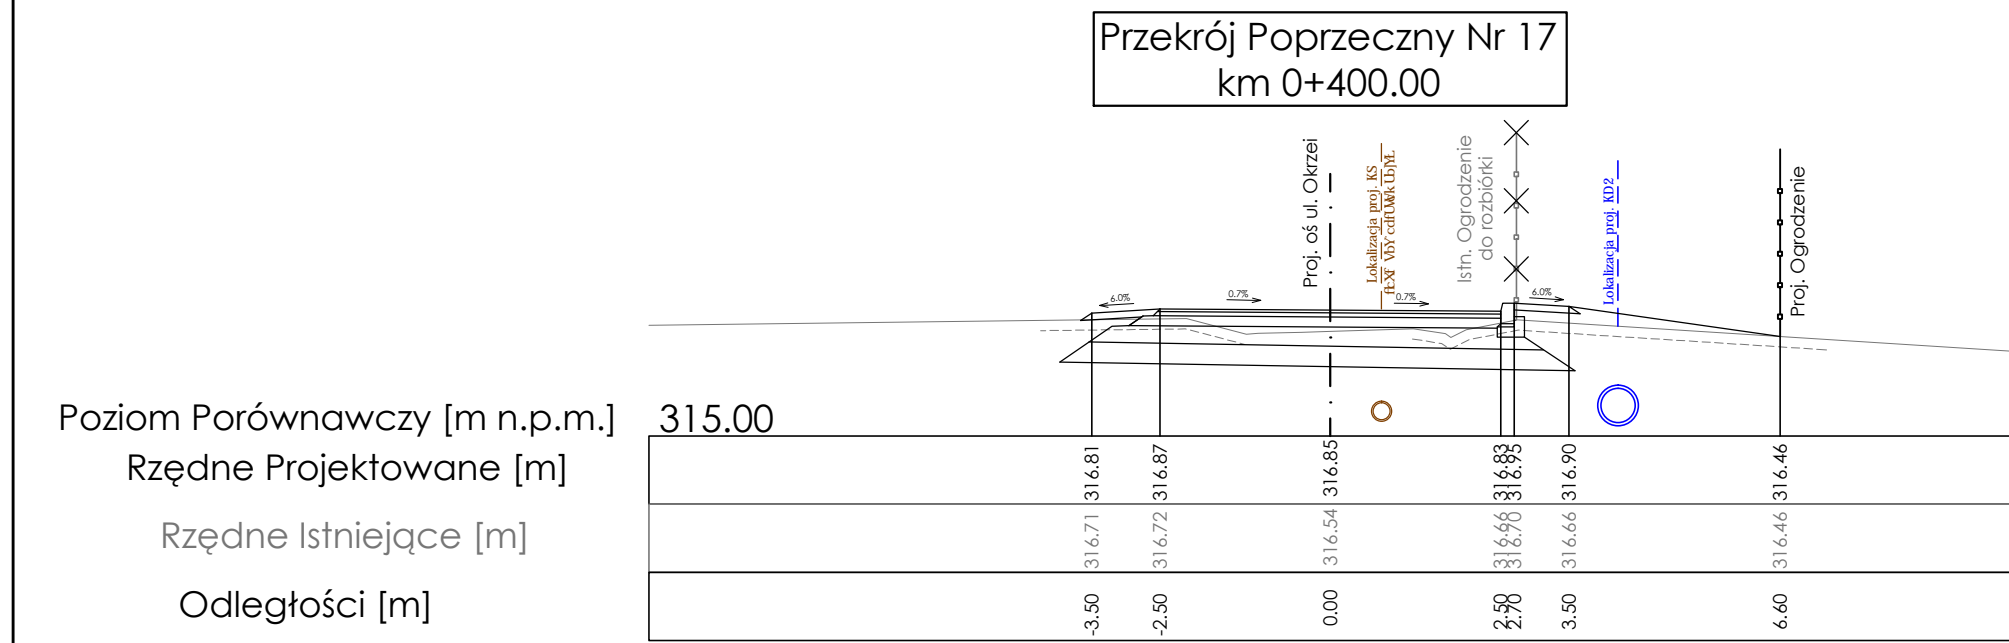 Przekrój Poprzeczny Nr 17
km 0+400.00
Proj. oś ul. Okrzei
Lokalizacja proj. KS
Istn. Ogrodzenie
do rozbiórki
Lokalizacja proj. KD2
Proj. Ogrodzenie
6.0%
0.7%
0.7%
6.0%
Poziom Porównawczy [m n.p.m.] 315.00
Rzędne Projektowane [m] 316.81 316.87 316.85 316.83 316.95 316.90 316.46
Rzędne Istniejące [m] 316.71 316.72 316.54 316.66 316.70 316.66 316.46
Odległości [m] -3.50 -2.50 0.00 2.50 2.70 3.50 6.60